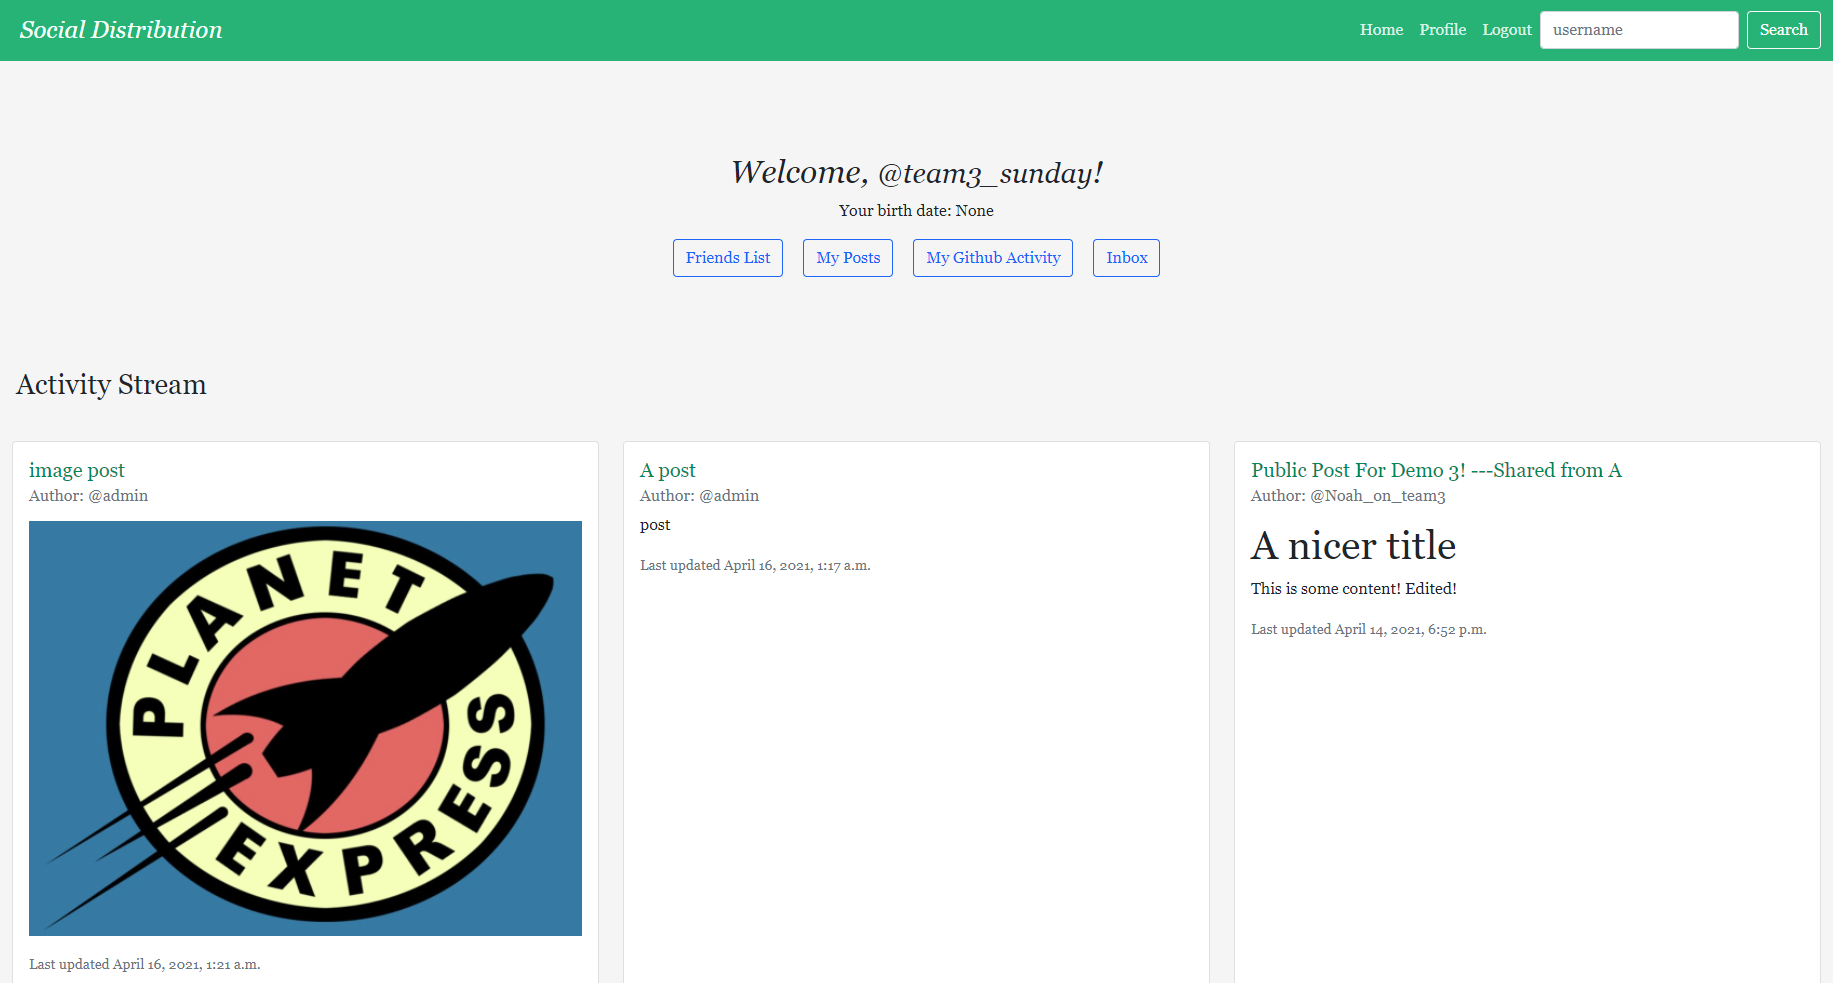 Social Distribution
Home Profile Logout username Search
Welcome, @team3_sunday!
Your birth date: None
Friends List My Posts My Github Activity Inbox
Activity Stream
image post
Author: @admin
PLANET
EXPRESS
Last updated April 16, 2021, 1:21 a.m.
A post
Author: @admin
post
Last updated April 16, 2021, 1:17 a.m.
Public Post For Demo 3! ---Shared from A
Author: @Noah_on_team3
A nicer title
This is some content! Edited!
Last updated April 14, 2021, 6:52 p.m.